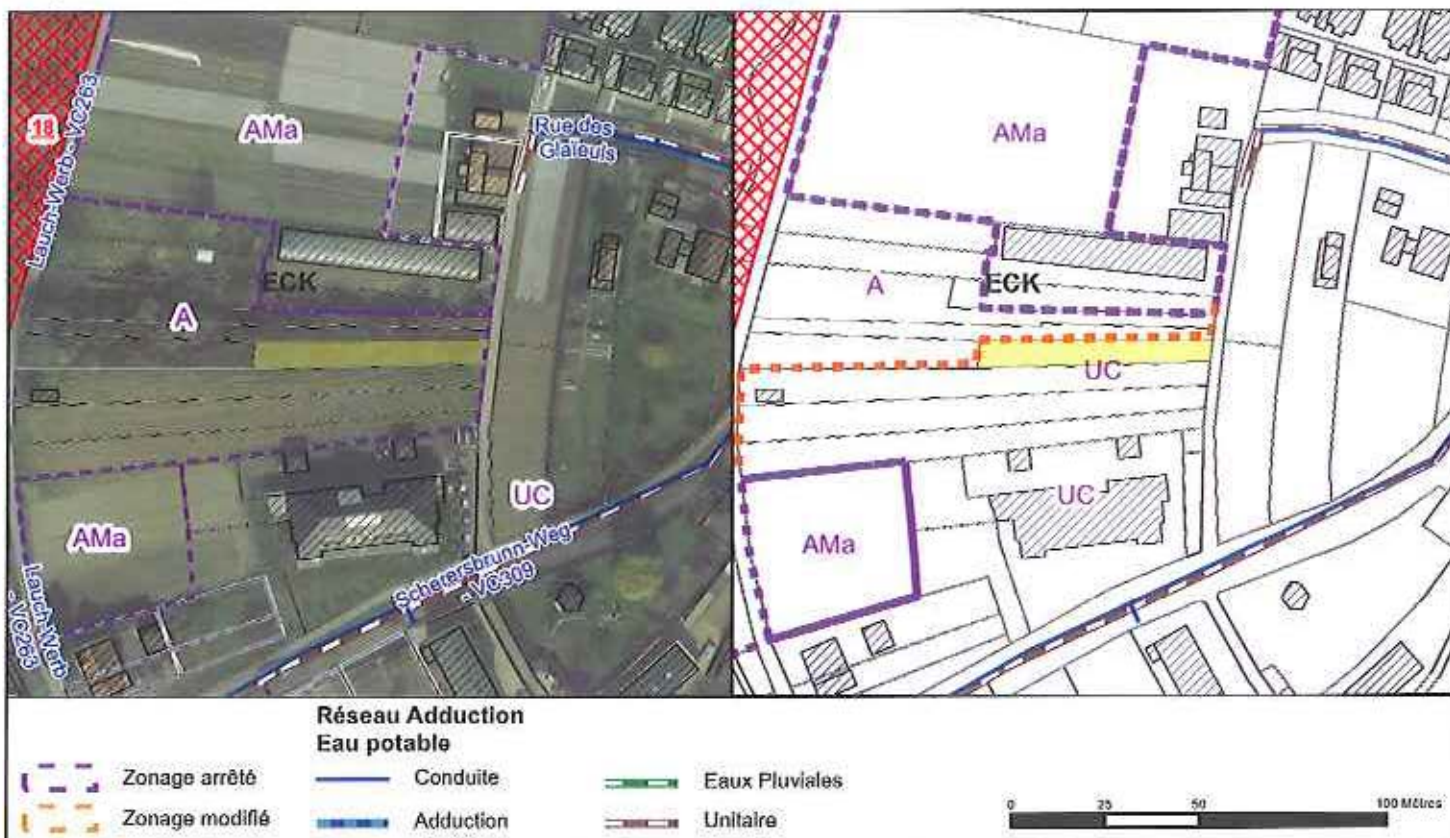 18
Lauch-Werb - VC263
AMa
Rue des
Glaïeuls
ECK
A
UC
AMa
Scherersbrunn-Weg
- VC309
Lauch-Werb
- VC263
AMa
A
ECK
UC
UC
AMa
Réseau Adduction
Eau potable
Zonage arrêté
Conduite
Eaux Pluviales
Zonage modifié
Adduction
Unitaire
0 25 50 100 Mètres